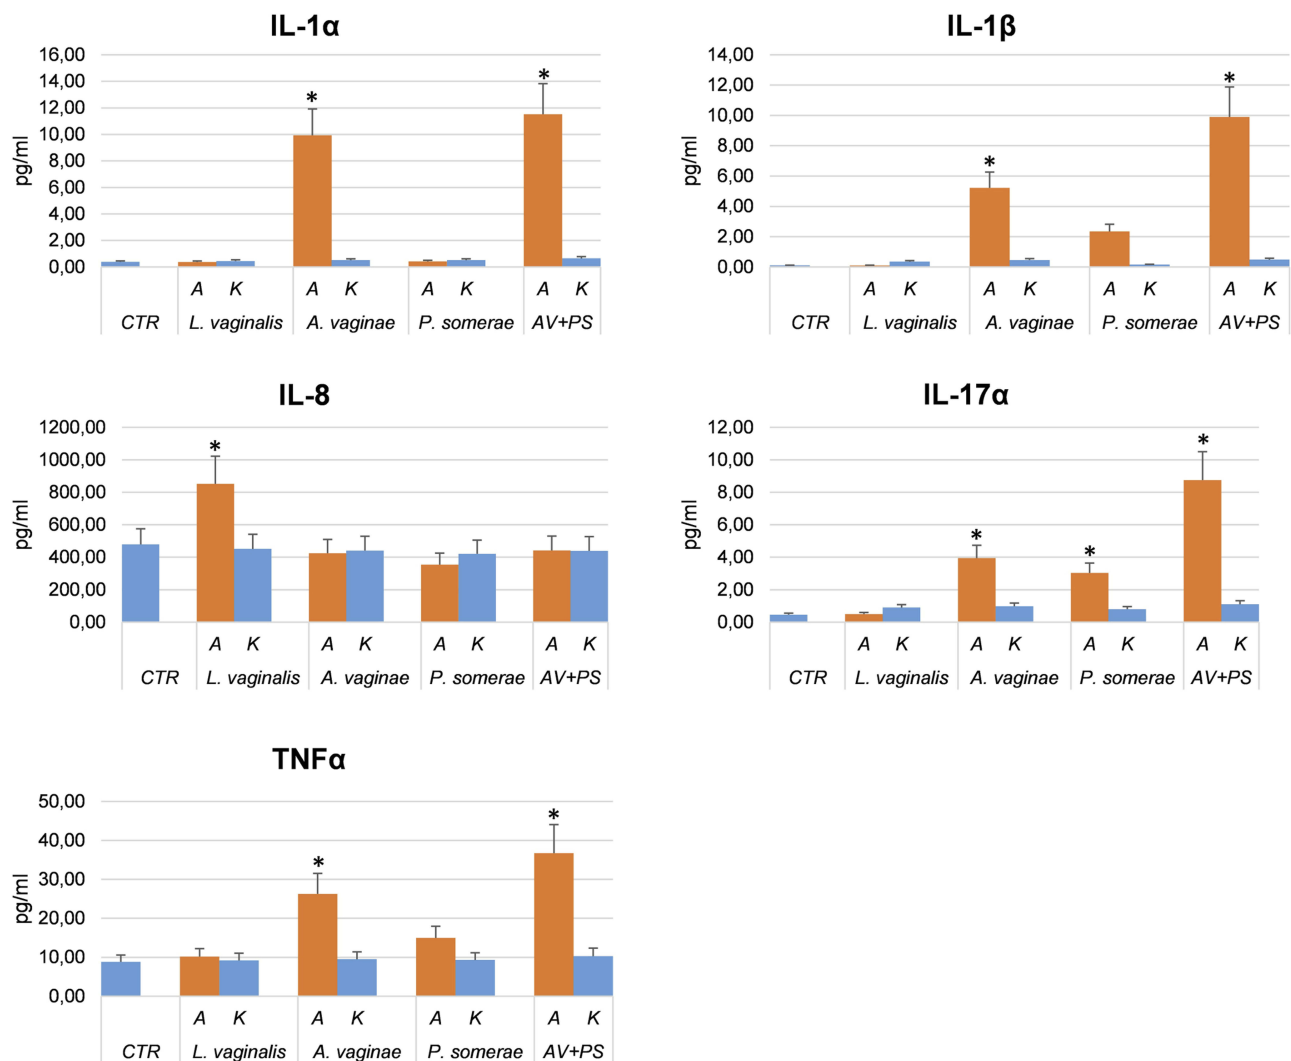 IL-1α
16,00
14,00
12,00
10,00
8,00
6,00
4,00
2,00
0,00
pg/ml
* *
A K A K A K A K
CTR L. vaginalis A. vaginae P. somerae AV+PS
IL-1β
14,00
12,00
10,00
8,00
6,00
4,00
2,00
0,00
pg/ml
* *
A K A K A K A K
CTR L. vaginalis A. vaginae P. somerae AV+PS
IL-8
1200,00
1000,00
800,00
600,00
400,00
200,00
0,00
pg/ml
*
A K A K A K A K
CTR L. vaginalis A. vaginae P. somerae AV+PS
IL-17α
12,00
10,00
8,00
6,00
4,00
2,00
0,00
pg/ml
* * *
A K A K A K A K
CTR L. vaginalis A. vaginae P. somerae AV+PS
TNFα
50,00
40,00
30,00
20,00
10,00
0,00
pg/ml
* *
A K A K A K A K
CTR L. vaginalis A. vaginae P. somerae AV+PS